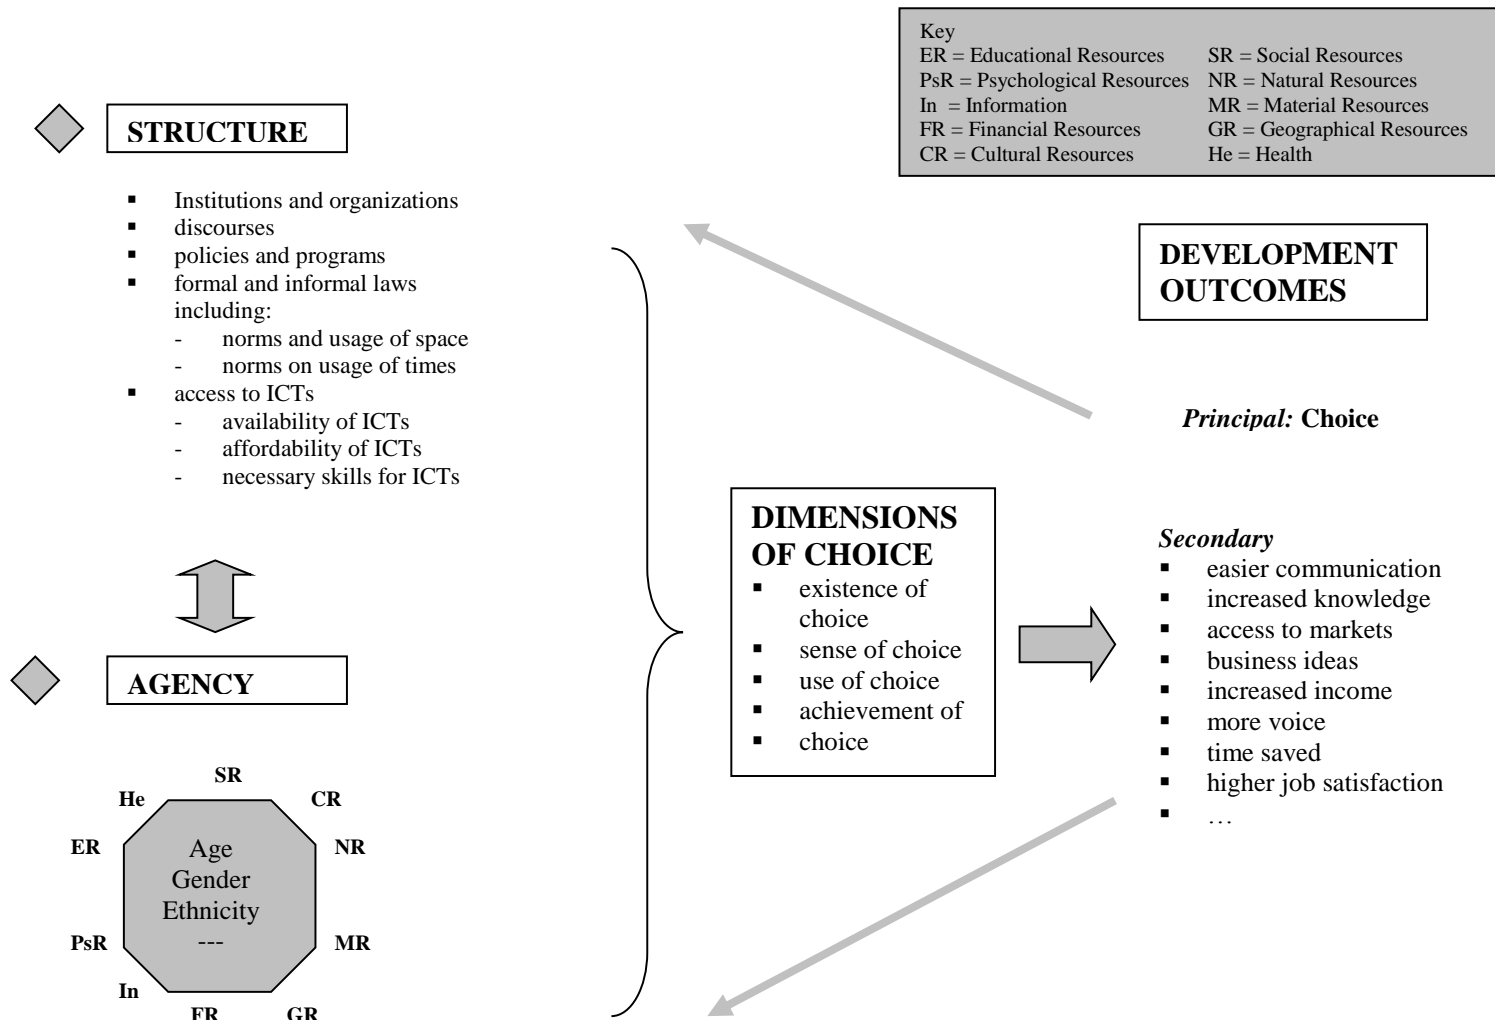 Key
ER = Educational Resources SR = Social Resources
PsR = Psychological Resources NR = Natural Resources
In = Information MR = Material Resources
FR = Financial Resources GR = Geographical Resources
CR = Cultural Resources He = Health
STRUCTURE
▪ Institutions and organizations
▪ discourses
▪ policies and programs
▪ formal and informal laws
including:
- norms and usage of space
- norms on usage of times
▪ access to ICTs
- availability of ICTs
- affordability of ICTs
- necessary skills for ICTs
AGENCY
SR
He
CR
ER
NR
Age
Gender
Ethnicity
---
PsR
MR
In
FR
GR
DIMENSIONS
OF CHOICE
▪ existence of
choice
▪ sense of choice
▪ use of choice
▪ achievement of
▪ choice
DEVELOPMENT
OUTCOMES
Principal: Choice
Secondary
▪ easier communication
▪ increased knowledge
▪ access to markets
▪ business ideas
▪ increased income
▪ more voice
▪ time saved
▪ higher job satisfaction
▪ …